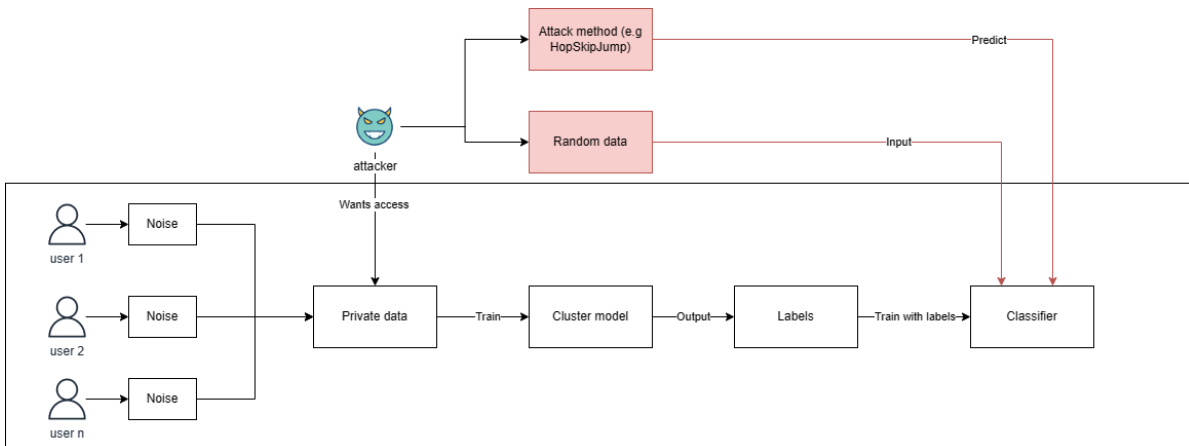 Attack method (e.g
HopSkipJump)
Predict
Random data
Input
attacker
Wants access
Noise
user 1
Noise
user 2
Private data
Train
Cluster model
Output
Labels
Train with labels
Classifier
Noise
user n